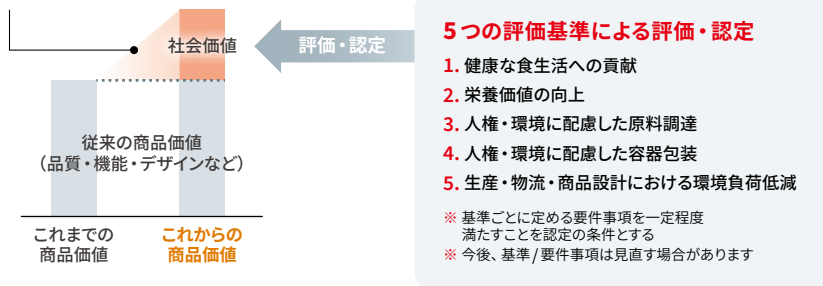 社会価値
評価・認定
従来の商品価値
（品質・機能・デザインなど）
これまでの
商品価値
これからの
商品価値
5つの評価基準による評価・認定
1. 健康な食生活への貢献
2. 栄養価値の向上
3. 人権・環境に配慮した原料調達
4. 人権・環境に配慮した容器包装
5. 生産・物流・商品設計における環境負荷低減
※ 基準ごとに定める要件事項を一定程度
満たすことを認定の条件とする
※ 今後、基準/要件事項は見直す場合があります